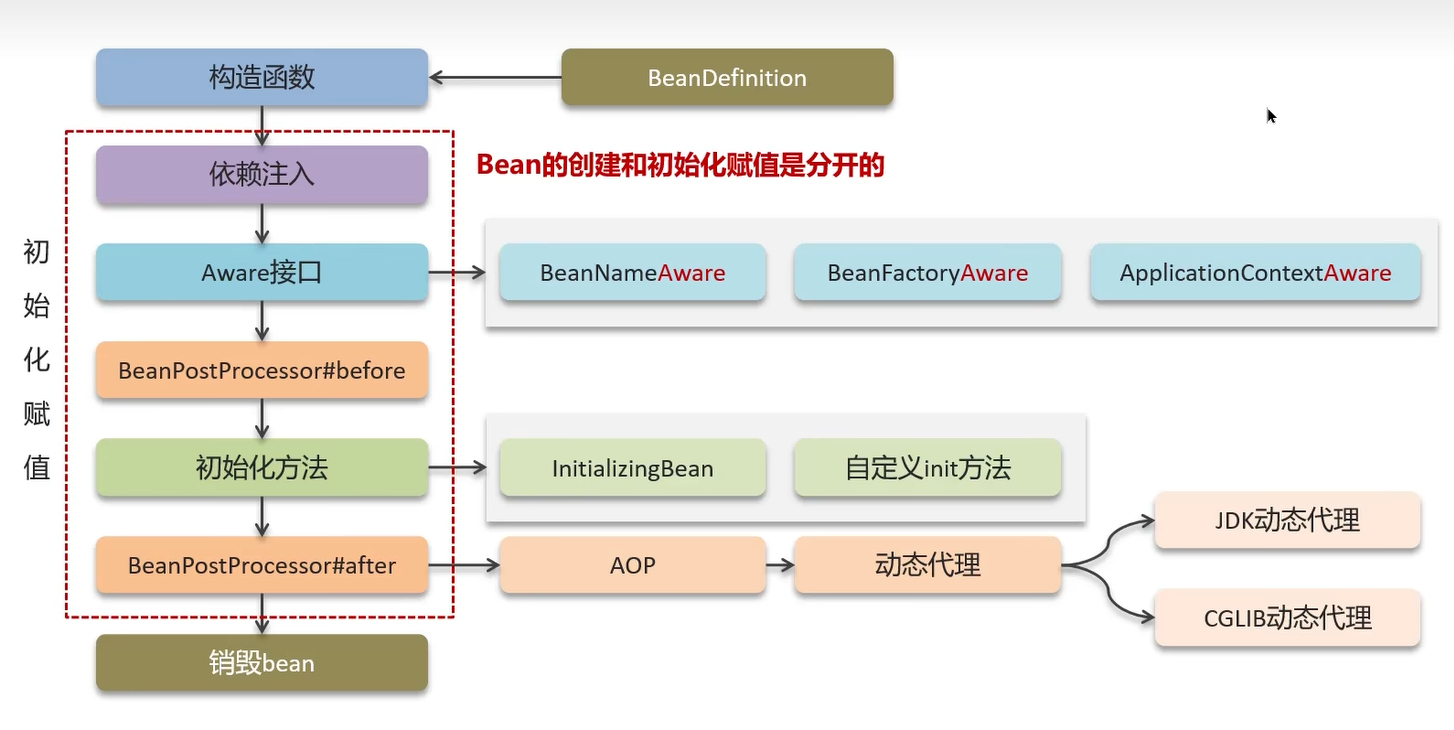 构造函数
BeanDefinition
依赖注入
Bean的创建和初始化赋值是分开的
初始化赋值
Aware接口
BeanNameAware
BeanFactoryAware
ApplicationContextAware
BeanPostProcessor#before
初始化方法
InitializingBean
自定义init方法
BeanPostProcessor#after
AOP
动态代理
JDK动态代理
CGLIB动态代理
销毁bean